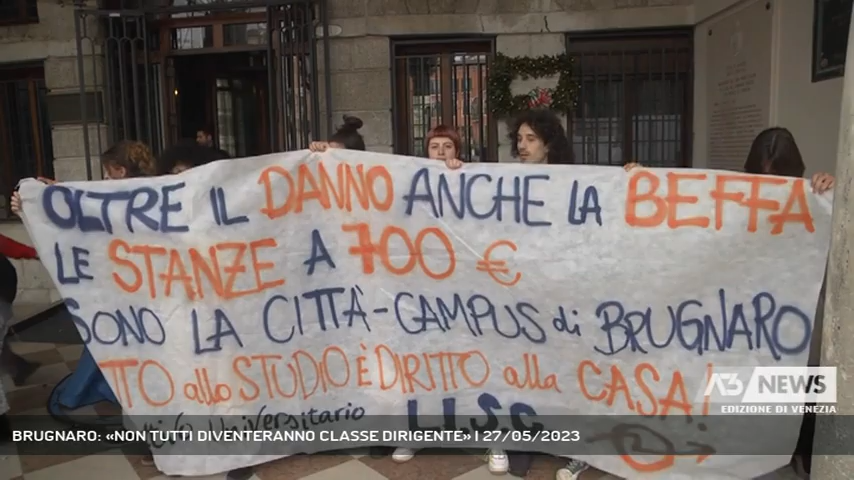 OLTRE IL DANNO ANCHE LA BEFFA
LE STANZE A 700 €
SONO LA CITTÀ-CAMPUS di BRUGNARO
TTO allo STUDIO È DIRITTO alla CASA!
Universitario L.I.S.C.
A3 NEWS
EDIZIONE DI VENEZIA
BRUGNARO: «NON TUTTI DIVENTERANNO CLASSE DIRIGENTE» | 27/05/2023